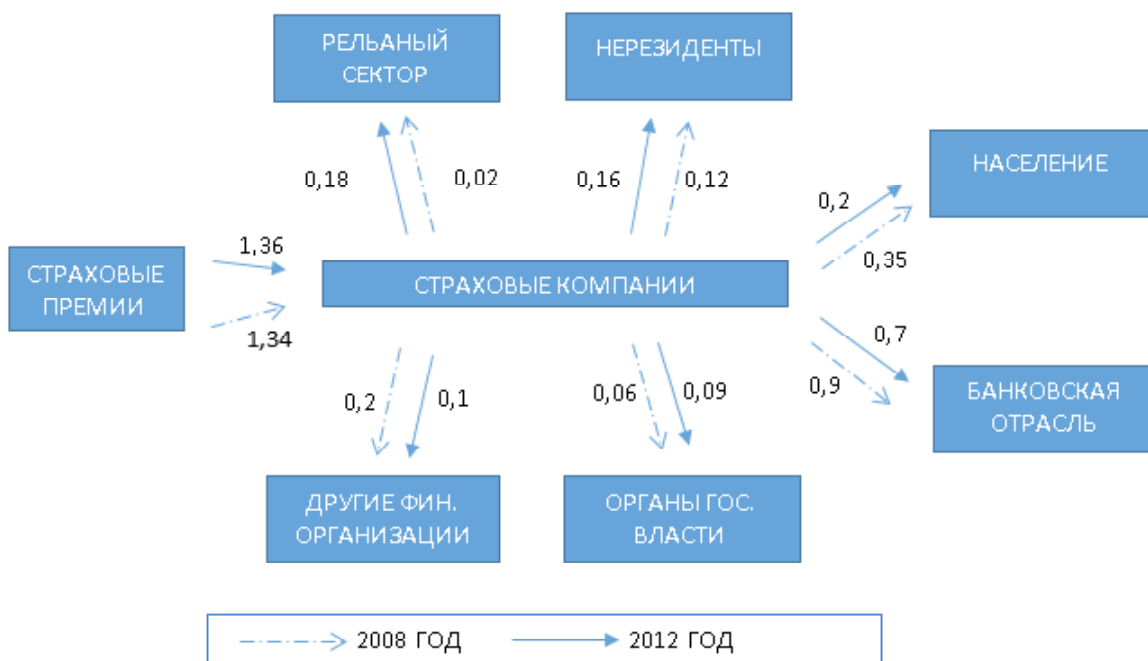 РЕЛЬАНЫЙ
СЕКТОР
НЕРЕЗИДЕНТЫ
НАСЕЛЕНИЕ
0,18
0,02
0,16
0,12
0,2
0,35
СТРАХОВЫЕ
ПРЕМИИ
1,36
1,34
СТРАХОВЫЕ КОМПАНИИ
0,7
0,9
БАНКОВСКАЯ
ОТРАСЛЬ
0,2
0,1
0,06
0,09
ДРУГИЕ ФИН.
ОРГАНИЗАЦИИ
ОРГАНЫ ГОС.
ВЛАСТИ
2008 ГОД
2012 ГОД